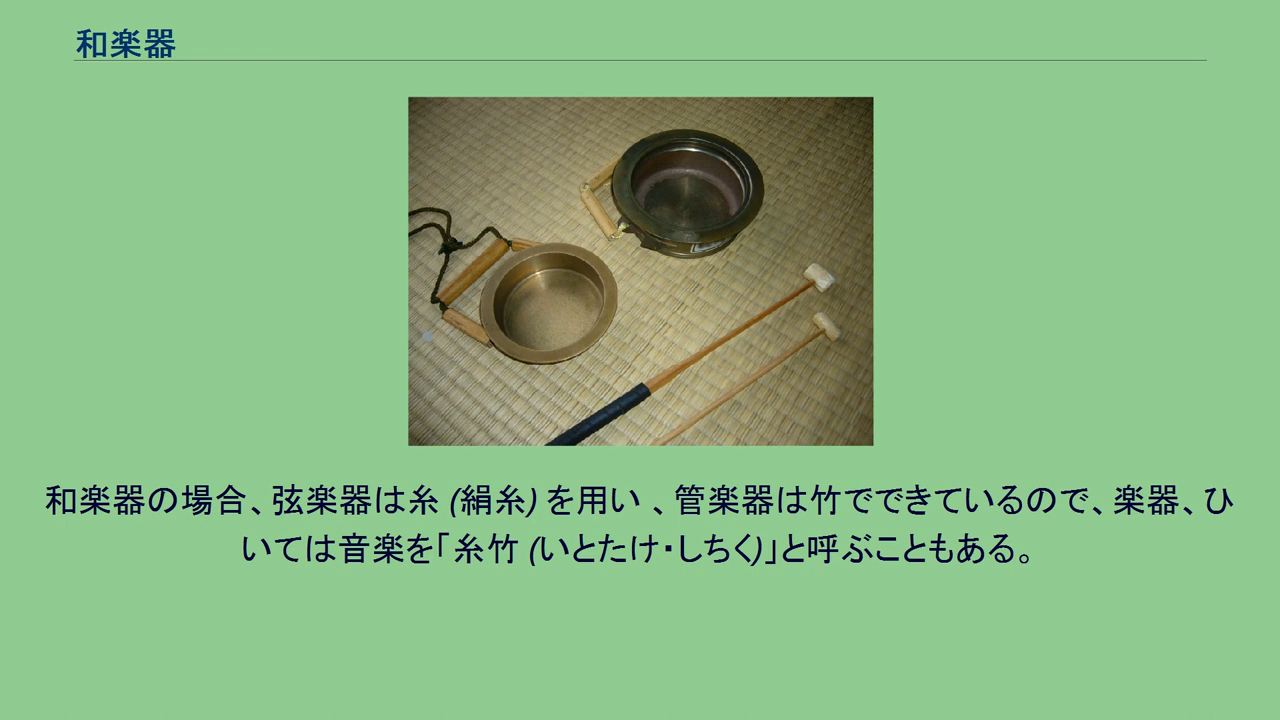 和楽器
和楽器の場合、弦楽器は糸 (絹糸) を用い 、管楽器は竹でできているので、楽器、ひ
いては音楽を｢糸竹 (いとたけ･しちく)｣と呼ぶこともある。